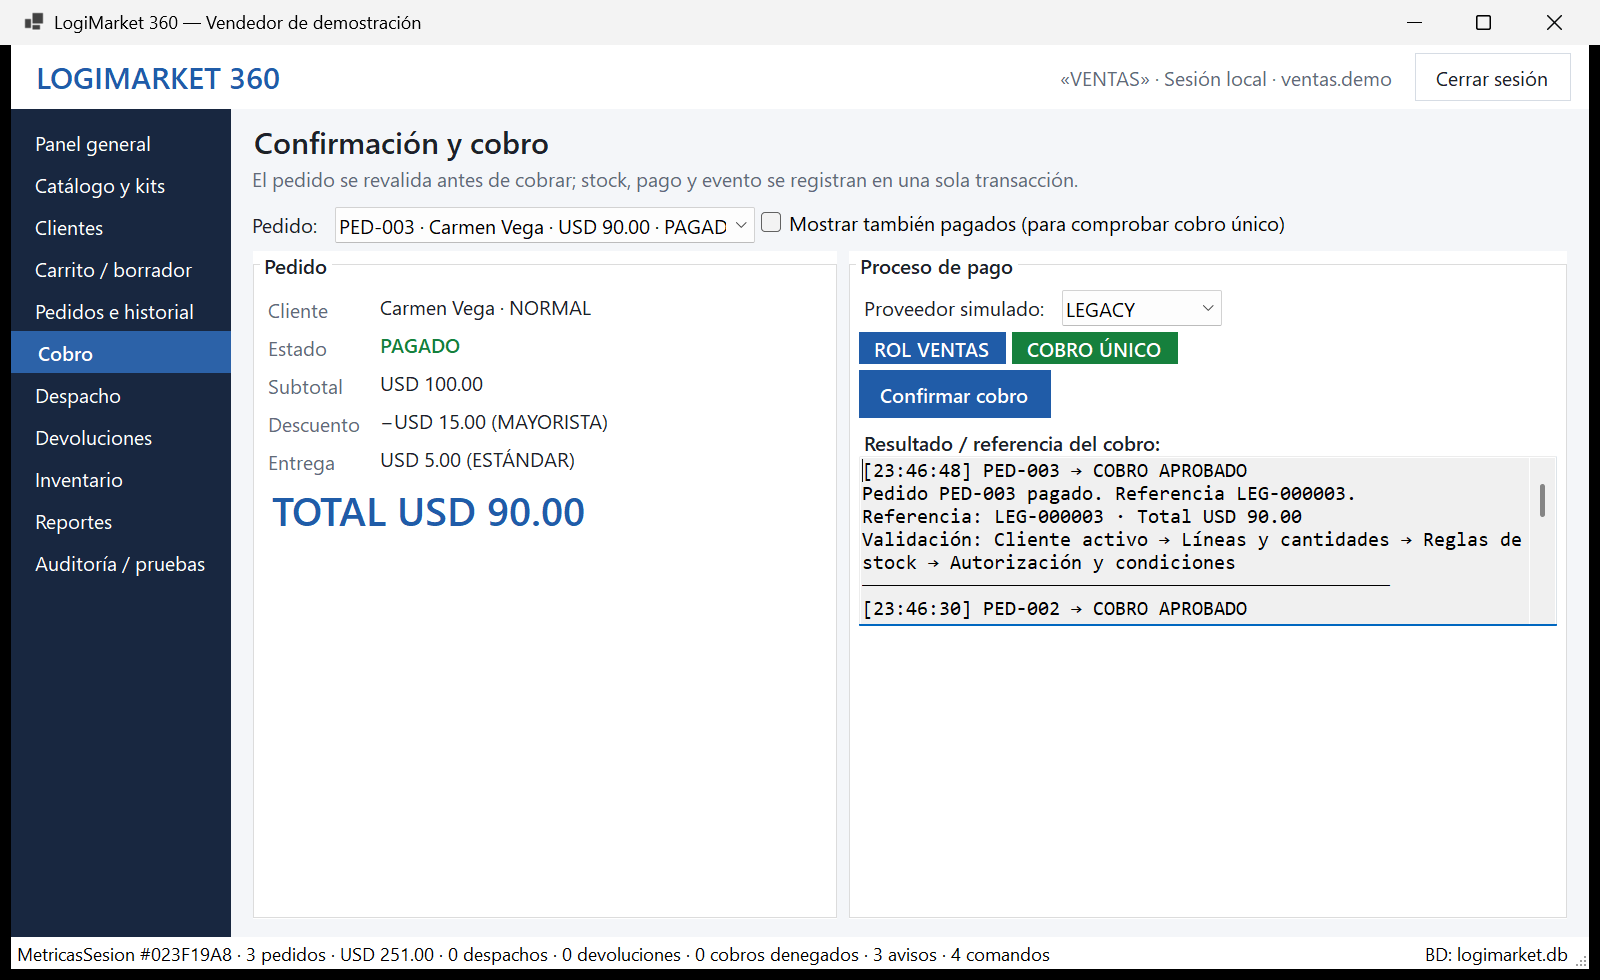 LogiMarket 360 — Vendedor de demostración
LOGIMARKET 360
«VENTAS» · Sesión local · ventas.demo
Cerrar sesión
Panel general
Catálogo y kits
Clientes
Carrito / borrador
Pedidos e historial
Cobro
Despacho
Devoluciones
Inventario
Reportes
Auditoría / pruebas
Confirmación y cobro
El pedido se revalida antes de cobrar; stock, pago y evento se registran en una sola transacción.
Pedido: PED-003 · Carmen Vega · USD 90.00 · PAGAD
Mostrar también pagados (para comprobar cobro único)
Pedido
Cliente Carmen Vega · NORMAL
Estado PAGADO
Subtotal USD 100.00
Descuento −USD 15.00 (MAYORISTA)
Entrega USD 5.00 (ESTÁNDAR)
TOTAL USD 90.00
Proceso de pago
Proveedor simulado: LEGACY
ROL VENTAS COBRO ÚNICO
Confirmar cobro
Resultado / referencia del cobro:
[23:46:48] PED-003 → COBRO APROBADO
Pedido PED-003 pagado. Referencia LEG-000003.
Referencia: LEG-000003 · Total USD 90.00
Validación: Cliente activo → Líneas y cantidades → Reglas de
stock → Autorización y condiciones
[23:46:30] PED-002 → COBRO APROBADO
MetricasSesion #023F19A8 · 3 pedidos · USD 251.00 · 0 despachos · 0 devoluciones · 0 cobros denegados · 3 avisos · 4 comandos
BD: logimarket.db